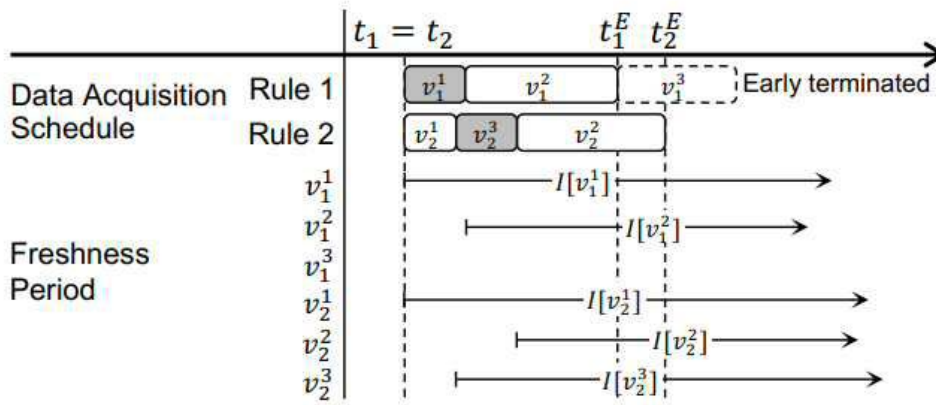 t₁ = t₂ t₁ᴱ t₂ᴱ
Data Acquisition
Schedule
Rule 1 v₁¹ v₁² v₁³ Early terminated
Rule 2 v₂¹ v₂³ v₂²
Freshness
Period
v₁¹ I[v₁¹]
v₁² I[v₁²]
v₁³
v₂¹ I[v₂¹]
v₂² I[v₂²]
v₂³ I[v₂³]